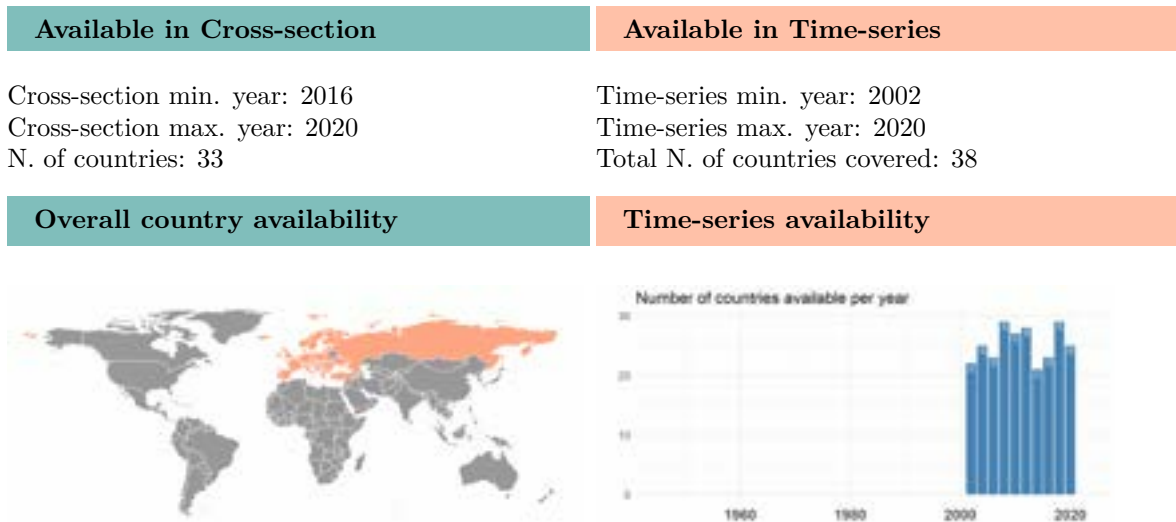 Available in Cross-section
Available in Time-series
Cross-section min. year: 2016
Cross-section max. year: 2020
N. of countries: 33
Time-series min. year: 2002
Time-series max. year: 2020
Total N. of countries covered: 38
Overall country availability
Time-series availability
Number of countries available per year
30
20
10
0
1960
1980
2000
2020